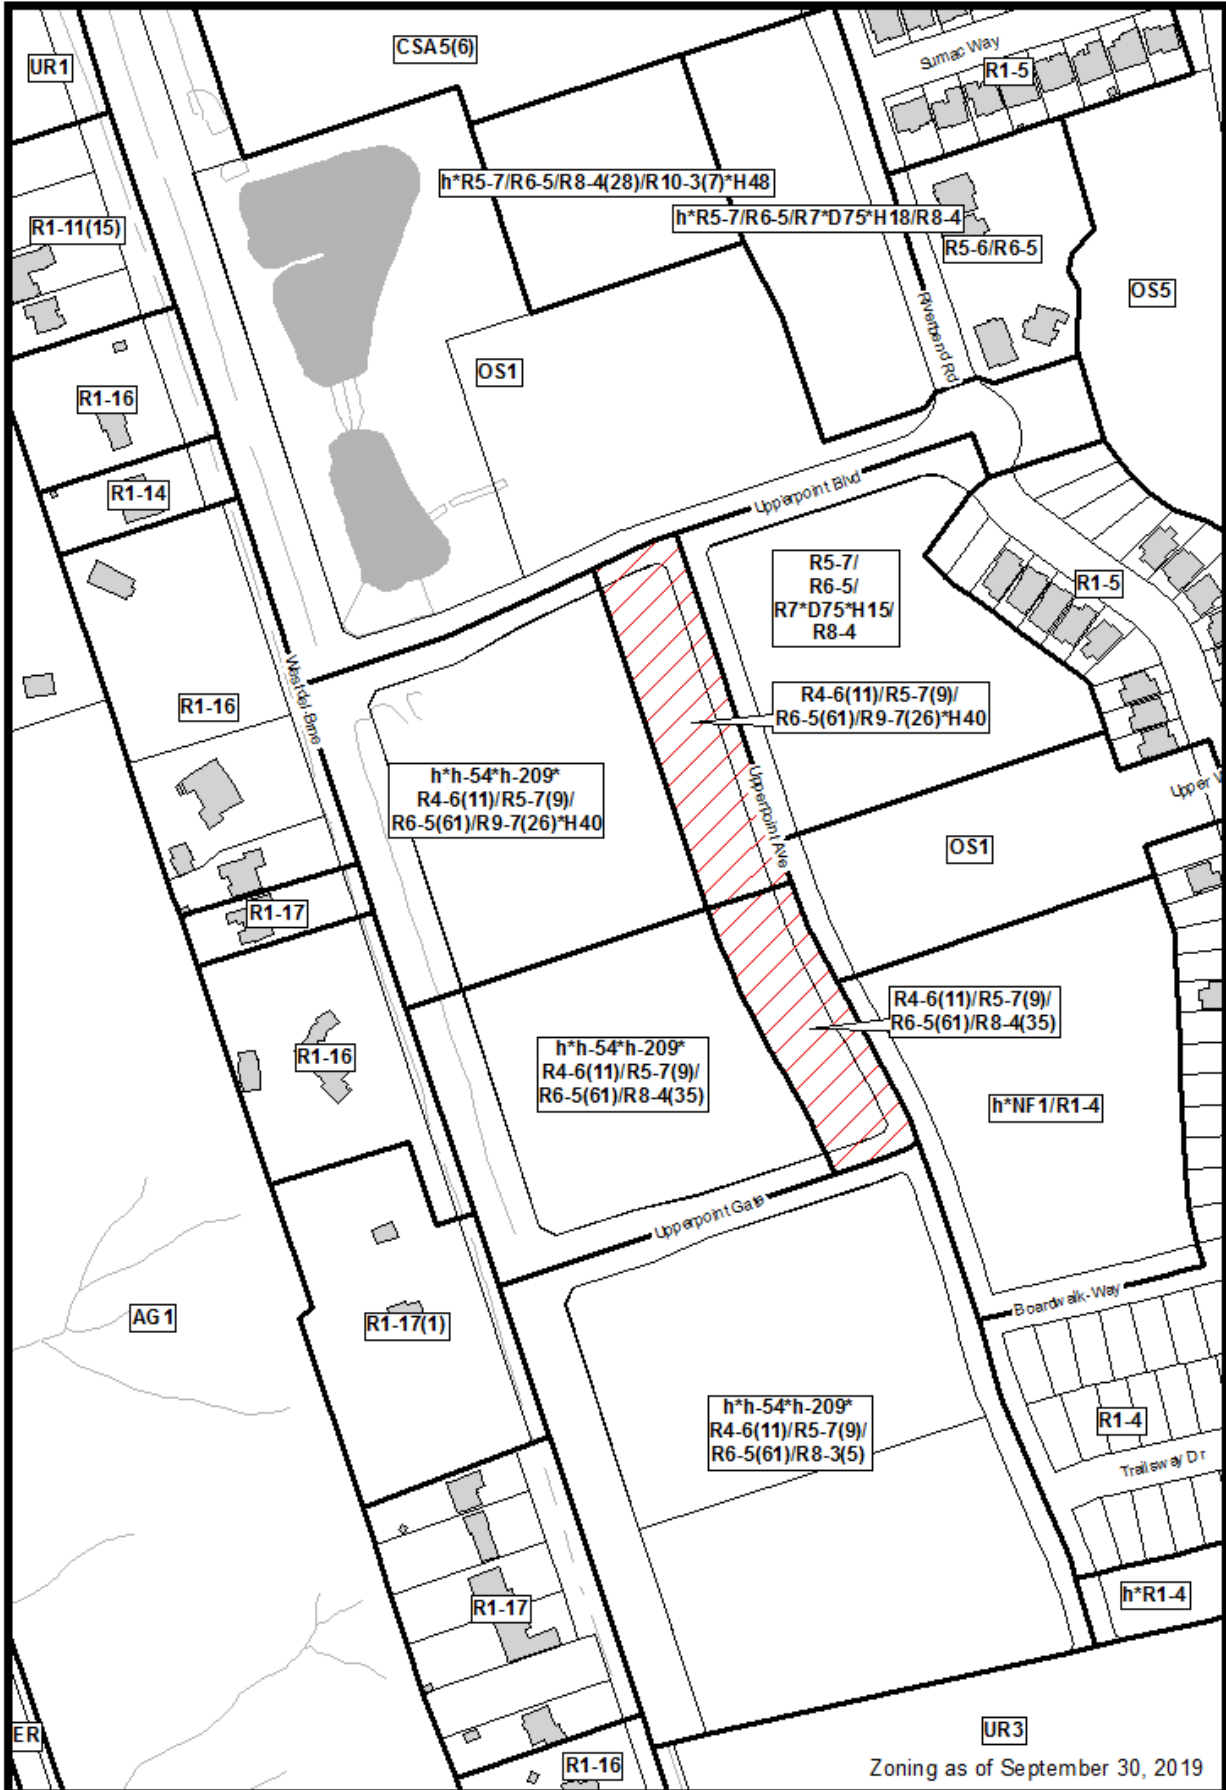 CSA5(6)
UR1
Sumac Way
R1-5
h*R5-7/R6-5/R8-4(28)/R10-3(7)*H48
h*R5-7/R6-5/R7*D75*H18/R8-4
R1-11(15)
R5-6/R6-5
OS5
Riverbend Rd
OS1
R1-16
R1-14
Upperpoint Blvd
R5-7/
R6-5/
R7*D75*H15/
R8-4
R1-5
Westdel Bourne
R1-16
R4-6(11)/R5-7(9)/
R6-5(61)/R9-7(26)*H40
h*h-54*h-209*
R4-6(11)/R5-7(9)/
R6-5(61)/R9-7(26)*H40
Upperpoint Ave
Upper
OS1
R1-17
R4-6(11)/R5-7(9)/
R6-5(61)/R8-4(35)
R1-16
h*h-54*h-209*
R4-6(11)/R5-7(9)/
R6-5(61)/R8-4(35)
h*NF1/R1-4
Upperpoint Gate
Boardwalk Way
AG1
R1-17(1)
h*h-54*h-209*
R4-6(11)/R5-7(9)/
R6-5(61)/R8-3(5)
R1-4
Trailsway Dr
h*R1-4
R1-17
ER
UR3
R1-16
Zoning as of September 30, 2019